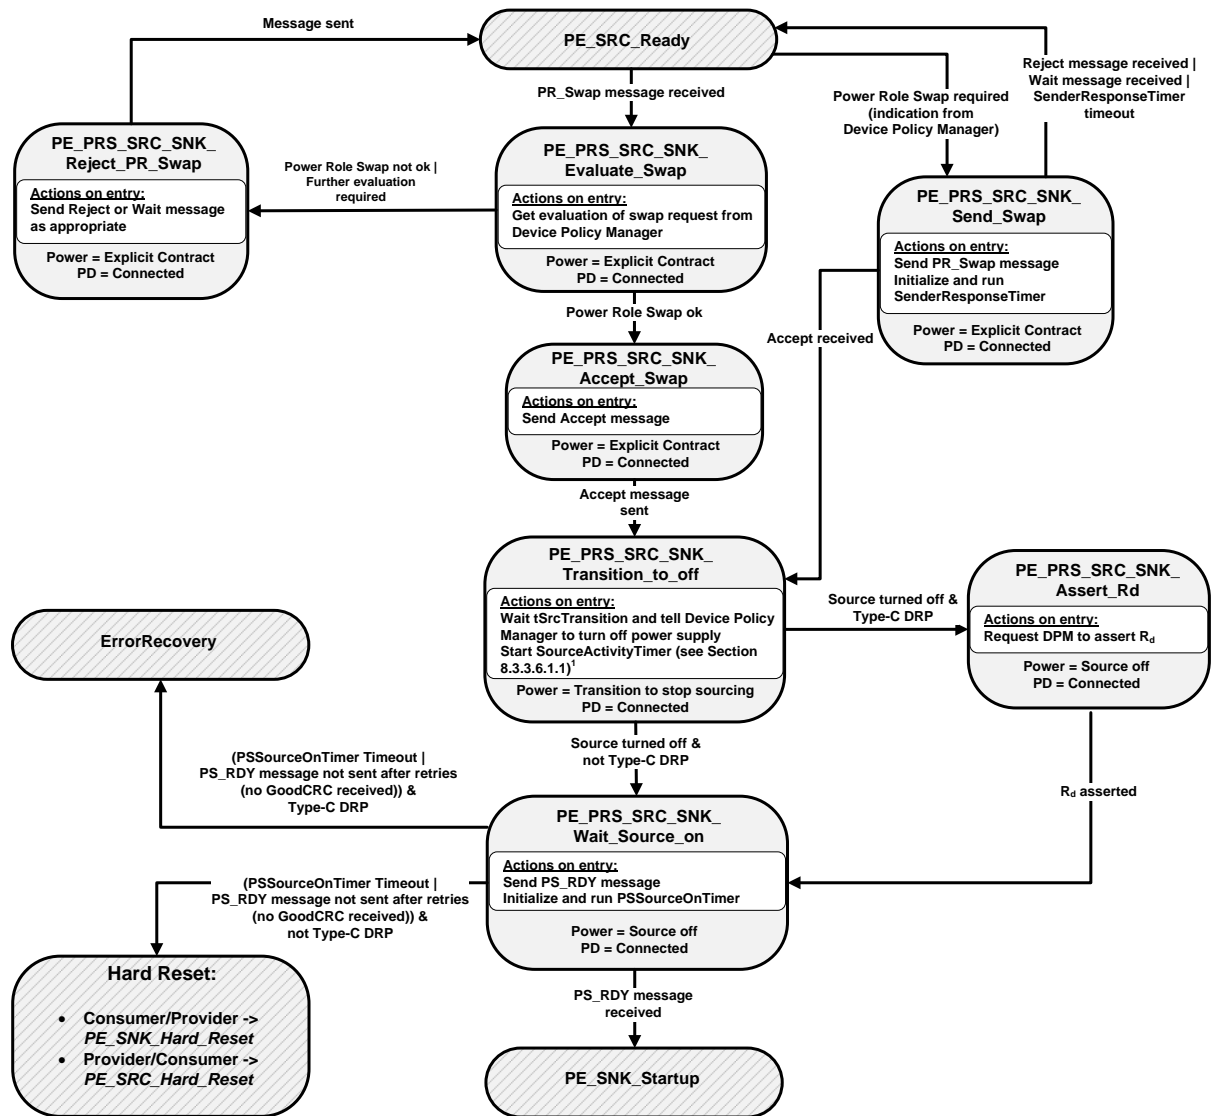 Message sent
PE_SRC_Ready
PR_Swap message received
Power Role Swap required
(indication from
Device Policy Manager)
Reject message received |
Wait message received |
SenderResponseTimer
timeout
PE_PRS_SRC_SNK_
Reject_PR_Swap
Actions on entry:
Send Reject or Wait message
as appropriate
Power = Explicit Contract
PD = Connected
Power Role Swap not ok |
Further evaluation
required
PE_PRS_SRC_SNK_
Evaluate_Swap
Actions on entry:
Get evaluation of swap request from
Device Policy Manager
Power = Explicit Contract
PD = Connected
PE_PRS_SRC_SNK_
Send_Swap
Actions on entry:
Send PR_Swap message
Initialize and run
SenderResponseTimer
Power = Explicit Contract
PD = Connected
Power Role Swap ok
Accept received
PE_PRS_SRC_SNK_
Accept_Swap
Actions on entry:
Send Accept message
Power = Explicit Contract
PD = Connected
Accept message
sent
PE_PRS_SRC_SNK_
Transition_to_off
Actions on entry:
Wait tSrcTransition and tell Device Policy
Manager to turn off power supply
Start SourceActivityTimer (see Section
8.3.3.6.1.1)¹
Power = Transition to stop sourcing
PD = Connected
Source turned off &
Type-C DRP
PE_PRS_SRC_SNK_
Assert_Rd
Actions on entry:
Request DPM to assert Rd
Power = Source off
PD = Connected
ErrorRecovery
Source turned off &
not Type-C DRP
(PSSourceOnTimer Timeout |
PS_RDY message not sent after retries
(no GoodCRC received)) &
Type-C DRP
Rd asserted
PE_PRS_SRC_SNK_
Wait_Source_on
Actions on entry:
Send PS_RDY message
Initialize and run PSSourceOnTimer
Power = Source off
PD = Connected
(PSSourceOnTimer Timeout |
PS_RDY message not sent after retries
(no GoodCRC received)) &
not Type-C DRP
Hard Reset:
• Consumer/Provider ->
PE_SNK_Hard_Reset
• Provider/Consumer ->
PE_SRC_Hard_Reset
PS_RDY message
received
PE_SNK_Startup